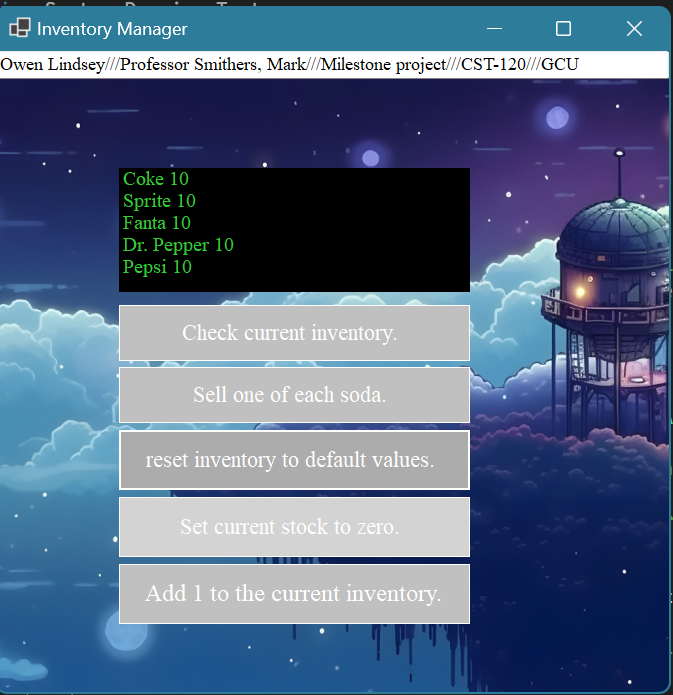 Inventory Manager
Owen Lindsey///Professor Smithers, Mark///Milestone project///CST-120///GCU
Coke 10
Sprite 10
Fanta 10
Dr. Pepper 10
Pepsi 10
Check current inventory.
Sell one of each soda.
reset inventory to default values.
Set current stock to zero.
Add 1 to the current inventory.